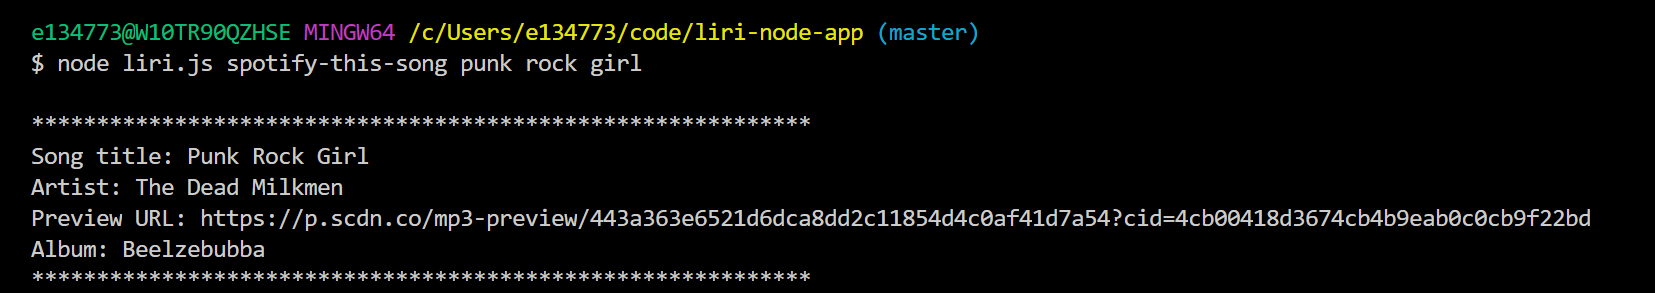 e134773@W10TR90QZHSE MINGW64 /c/Users/e134773/code/liri-node-app (master)
$ node liri.js spotify-this-song punk rock girl
************************************************************
Song title: Punk Rock Girl
Artist: The Dead Milkmen
Preview URL: https://p.scdn.co/mp3-preview/443a363e6521d6dca8dd2c11854d4c0af41d7a54?cid=4cb00418d3674cb4b9eab0c0cb9f22bd
Album: Beelzebubba
************************************************************